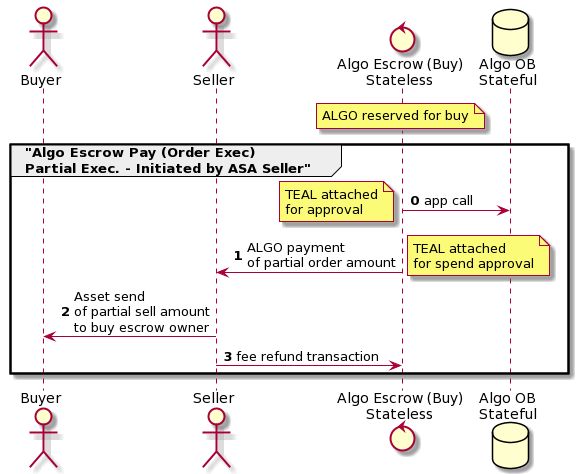 Buyer
Seller
Algo Escrow (Buy)
Stateless
Algo OB
Stateful
ALGO reserved for buy
"Algo Escrow Pay (Order Exec)
Partial Exec. - Initiated by ASA Seller"
TEAL attached
for approval
0 app call
ALGO payment
1 of partial order amount
TEAL attached
for spend approval
Asset send
2 of partial sell amount
to buy escrow owner
3 fee refund transaction
Buyer
Seller
Algo Escrow (Buy)
Stateless
Algo OB
Stateful